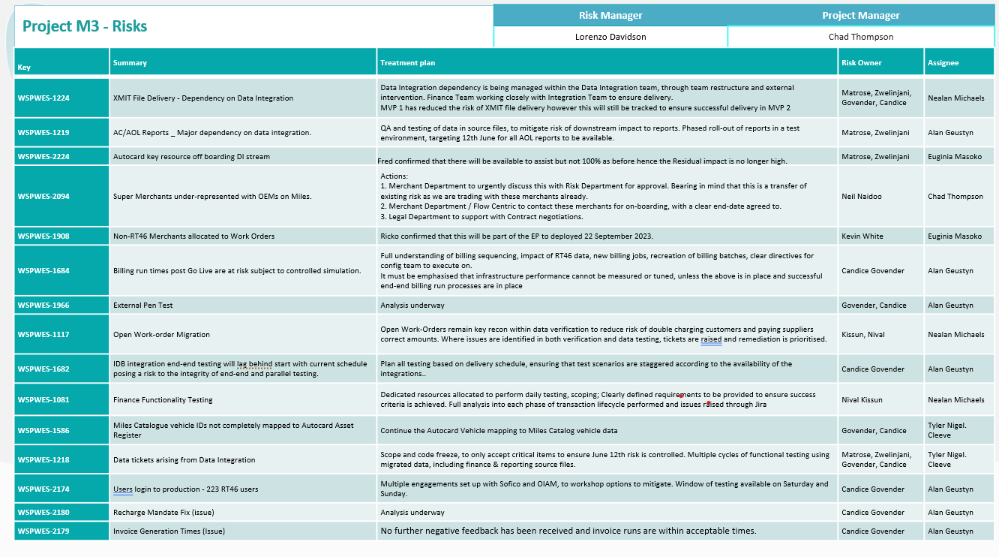 Project M3 - Risks
Risk Manager
Project Manager
Lorenzo Davidson
Chad Thompson
Key
Summary
Treatment plan
Risk Owner
Assignee
WSPWES-1224
XMIT File Delivery - Dependency on Data Integration
Data Integration dependency is being managed within the Data Integration team, through team restructure and external
intervention. Finance Team working closely with Integration Team to ensure delivery.
MVP 1 has reduced the risk of XMIT file delivery however this will still be tracked to ensure successful delivery in MVP 2
Matrose, Zwelinjani,
Govender, Candice
Nealan Michaels
WSPWES-1219
AC/AOL Reports _ Major dependency on data integration.
QA and testing of data in source files, to mitigate risk of downstream impact to reports. Phased roll-out of reports in a test
environment, targeting 12th June for all AOL reports to be available.
Matrose, Zwelinjani
Alan Geustyn
WSPWES-2224
Autocard key resource off boarding DI stream
Fred confirmed that there will be available to assist but not 100% as before hence the Residual impact is no longer high.
Matrose, Zwelinjani
Euginia Masoko
WSPWES-2094
Super Merchants under-represented with OEMs on Miles.
Actions:
1. Merchant Department to urgently discuss this with Risk Department for approval. Bearing in mind that this is a transfer of
existing risk as we are trading with these merchants already.
2. Merchant Department / Flow Centric to contact these merchants for on-boarding, with a clear end-date agreed to.
3. Legal Department to support with Contract negotiations.
Neil Naidoo
Chad Thompson
WSPWES-1908
Non-RT46 Merchants allocated to Work Orders
Ricko confirmed that this will be part of the EP to deployed 22 September 2023.
Kevin White
Euginia Masoko
WSPWES-1684
Billing run times post Go Live are at risk subject to controlled simulation.
Full understanding of billing sequencing, impact of RT46 data, new billing jobs, recreation of billing batches, clear directives for
config team to execute on.
It must be emphasised that infrastructure performance cannot be measured or tuned, unless the above is in place and successful
end-end billing run processes are in place
Candice Govender
Alan Geustyn
WSPWES-1966
External Pen Test
Analysis underway
Govender, Candice
Alan Geustyn
WSPWES-1117
Open Work-order Migration
Open Work-Orders remain key recon within data verification to reduce risk of double charging customers and paying suppliers
correct amounts. Where issues are identified in both verification and data testing, tickets are raised and remediation is prioritised.
Kissun, Nival
Nealan Michaels
WSPWES-1682
IDB integration end-end testing will lag behind start with current schedule
posing a risk to the integrity of end-end and parallel testing.
Plan all testing based on delivery schedule, ensuring that test scenarios are staggered according to the availability of the
integrations..
Candice Govender
Alan Geustyn
WSPWES-1081
Finance Functionality Testing
Dedicated resources allocated to perform daily testing, scoping; Clearly defined requirements to be provided to ensure success
criteria is achieved. Full analysis into each phase of transaction lifecycle performed and issues raised through Jira
Nival Kissun
Nealan Michaels
WSPWES-1586
Miles Catalogue vehicle IDs not completely mapped to Autocard Asset
Register
Continue the Autocard Vehicle mapping to Miles Catalog vehicle data
Govender, Candice
Tyler Nigel.
Cleeve
WSPWES-1218
Data tickets arising from Data Integration
Scope and code freeze, to only accept critical items to ensure June 12th risk is controlled. Multiple cycles of functional testing using
migrated data, including finance & reporting source files.
Matrose, Zwelinjani,
Govender, Candice
Tyler Nigel.
Cleeve
WSPWES-2174
Users login to production - 223 RT46 users
Multiple engagements set up with Sofico and OIAM, to workshop options to mitigate. Window of testing available on Saturday and
Sunday.
Candice Govender
Alan Geustyn
WSPWES-2180
Recharge Mandate Fix (issue)
Analysis underway
Candice Govender
Alan Geustyn
WSPWES-2179
Invoice Generation Times (Issue)
No further negative feedback has been received and invoice runs are within acceptable times.
Candice Govender
Alan Geustyn